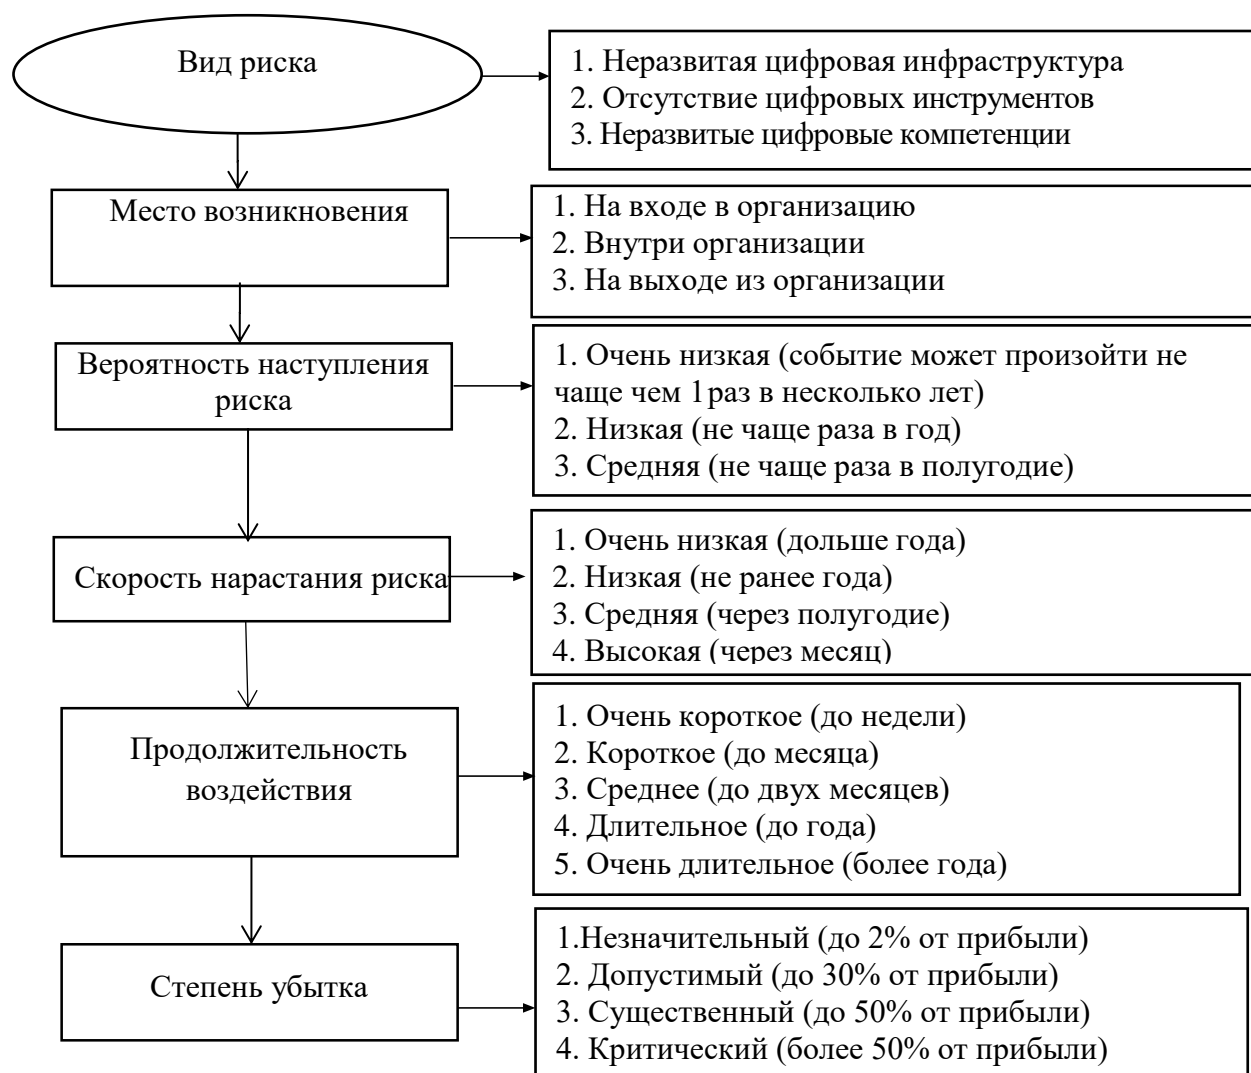 Вид риска
1. Неразвитая цифровая инфраструктура
2. Отсутствие цифровых инструментов
3. Неразвитые цифровые компетенции
Место возникновения
1. На входе в организацию
2. Внутри организации
3. На выходе из организации
Вероятность наступления
риска
1. Очень низкая (событие может произойти не
чаще чем 1раз в несколько лет)
2. Низкая (не чаще раза в год)
3. Средняя (не чаще раза в полугодие)
Скорость нарастания риска
1. Очень низкая (дольше года)
2. Низкая (не ранее года)
3. Средняя (через полугодие)
4. Высокая (через месяц)
Продолжительность
воздействия
1. Очень короткое (до недели)
2. Короткое (до месяца)
3. Среднее (до двух месяцев)
4. Длительное (до года)
5. Очень длительное (более года)
Степень убытка
1.Незначительный (до 2% от прибыли)
2. Допустимый (до 30% от прибыли)
3. Существенный (до 50% от прибыли)
4. Критический (более 50% от прибыли)